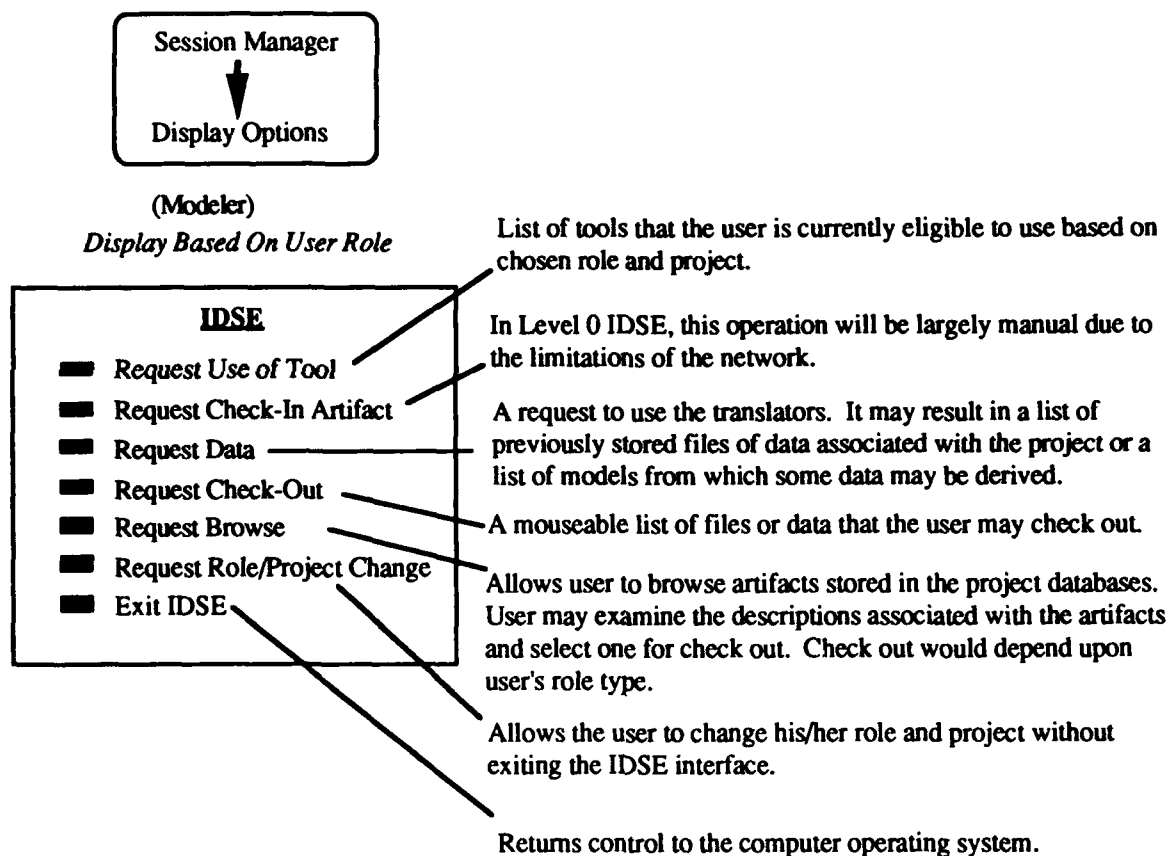 Session Manager
Display Options
(Modeler)
Display Based On User Role
IDSE
Request Use of Tool
Request Check-In Artifact
Request Data
Request Check-Out
Request Browse
Request Role/Project Change
Exit IDSE
List of tools that the user is currently eligible to use based on
chosen role and project.
In Level 0 IDSE, this operation will be largely manual due to
the limitations of the network.
A request to use the translators. It may result in a list of
previously stored files of data associated with the project or a
list of models from which some data may be derived.
A mouseable list of files or data that the user may check out.
Allows user to browse artifacts stored in the project databases.
User may examine the descriptions associated with the artifacts
and select one for check out. Check out would depend upon
user's role type.
Allows the user to change his/her role and project without
exiting the IDSE interface.
Returns control to the computer operating system.